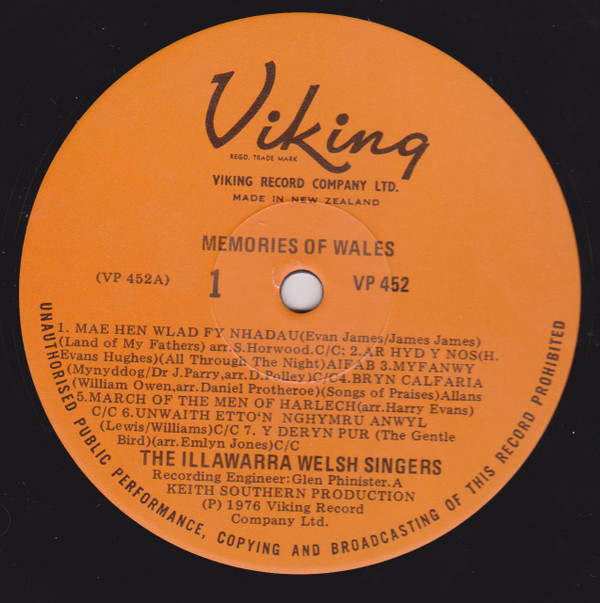 Viking
REGD. TRADE MARK
VIKING RECORD COMPANY LTD.
MADE IN NEW ZEALAND
MEMORIES OF WALES
(VP 452A) 1 VP 452
1. MAE HEN WLAD FY NHADAU(Evan James/James James)
(Land of My Fathers) arr.S.Horwood.C/C: 2.AR HYD Y NOS(H.
Evans Hughes)(All Through The Night)AIFAB 3.MYFANWY
(Mynyddog/Dr J.Parry,arr.D.Polley)C/C4.BRYN CALFARIA
(William Owen,arr.Daniel Protheroe)(Songs of Praises)Allans
5.MARCH OF THE MEN OF HARLECH(arr.Harry Evans)
C/C 6.UNWAITH ETTO'N NGHYMRU ANWYL
(Lewis/Williams)C/C 7. Y DERYN PUR (The Gentle
Bird)(arr.Emlyn Jones)C/C
THE ILLAWARRA WELSH SINGERS
Recording Engineer:Glen Phinister.A
KEITH SOUTHERN PRODUCTION
(P) 1976 Viking Record
Company Ltd.
UNAUTHORISED PUBLIC PERFORMANCE, COPYING AND BROADCASTING OF THIS RECORD PROHIBITED